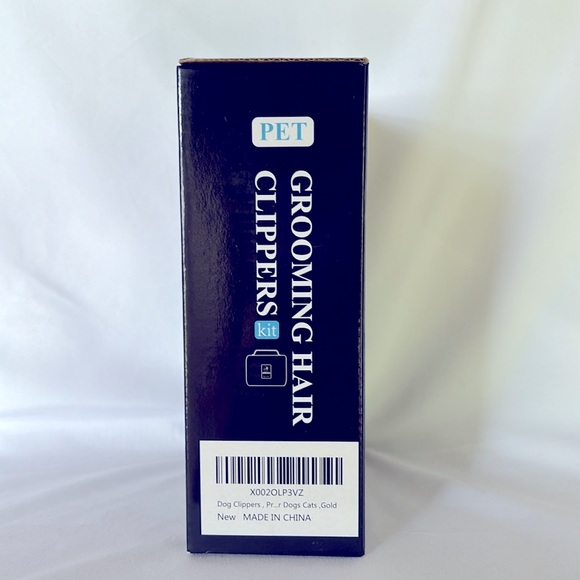 PET
GROOMING HAIR
CLIPPERS kit
X002OLP3VZ
Dog Clippers , Pr...r Dogs Cats ,Gold
New MADE IN CHINA